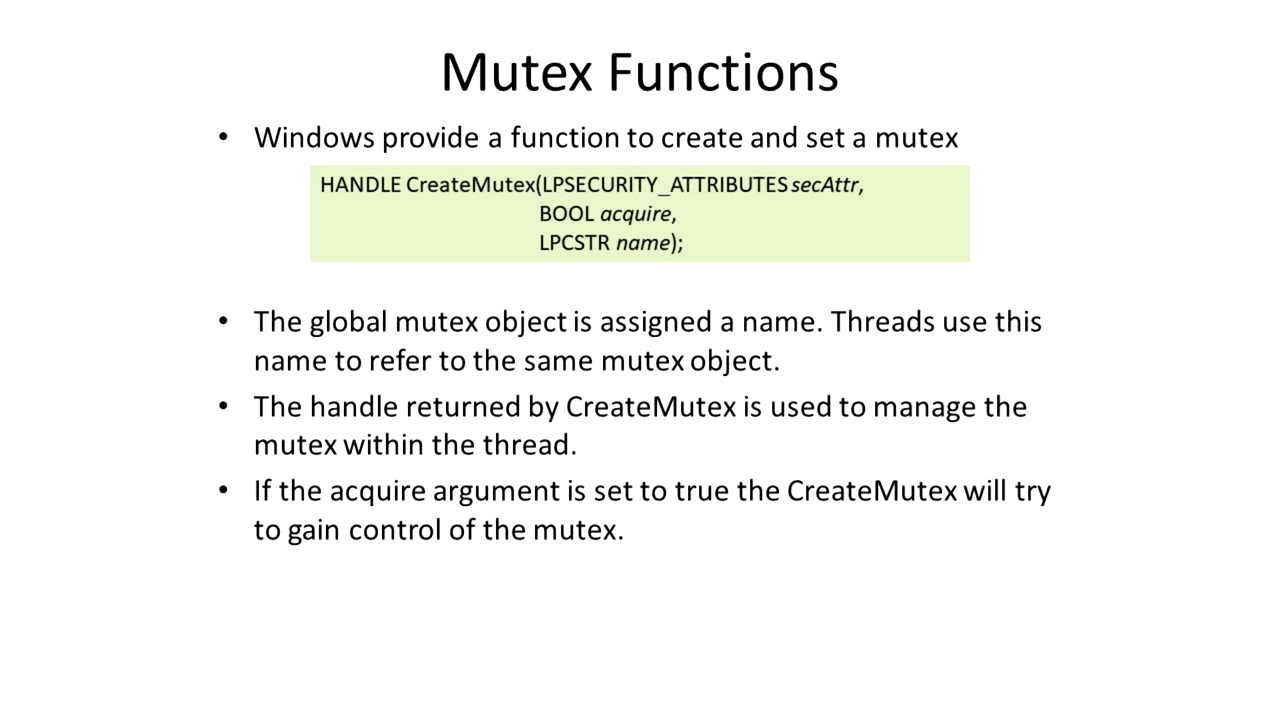 Mutex Functions
• Windows provide a function to create and set a mutex
HANDLE CreateMutex(LPSECURITY_ATTRIBUTES secAttr,
BOOL acquire,
LPCSTR name);
• The global mutex object is assigned a name. Threads use this
name to refer to the same mutex object.
• The handle returned by CreateMutex is used to manage the
mutex within the thread.
• If the acquire argument is set to true the CreateMutex will try
to gain control of the mutex.